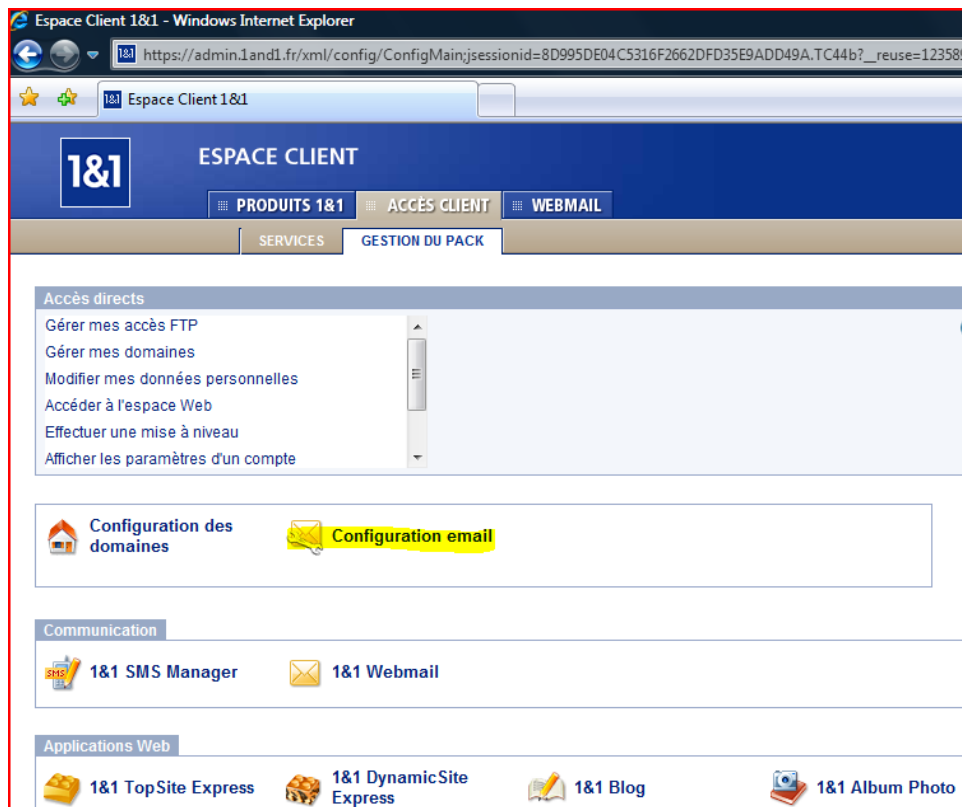 Espace Client 1&1 - Windows Internet Explorer
1&1 https://admin.1and1.fr/xml/config/ConfigMain;jsessionid=8D995DE04C5316F2662DFD35E9ADD49A.TC44b?__reuse=12358
1&1 Espace Client 1&1
1&1
ESPACE CLIENT
PRODUITS 1&1 ACCÈS CLIENT WEBMAIL
SERVICES GESTION DU PACK
Accès directs
Gérer mes accès FTP
Gérer mes domaines
Modifier mes données personnelles
Accéder à l'espace Web
Effectuer une mise à niveau
Afficher les paramètres d'un compte
Configuration des
domaines
Configuration email
Communication
SMS
1&1 SMS Manager 1&1 Webmail
Applications Web
1&1 TopSite Express
1&1 DynamicSite
Express
1&1 Blog
1&1 Album Photo